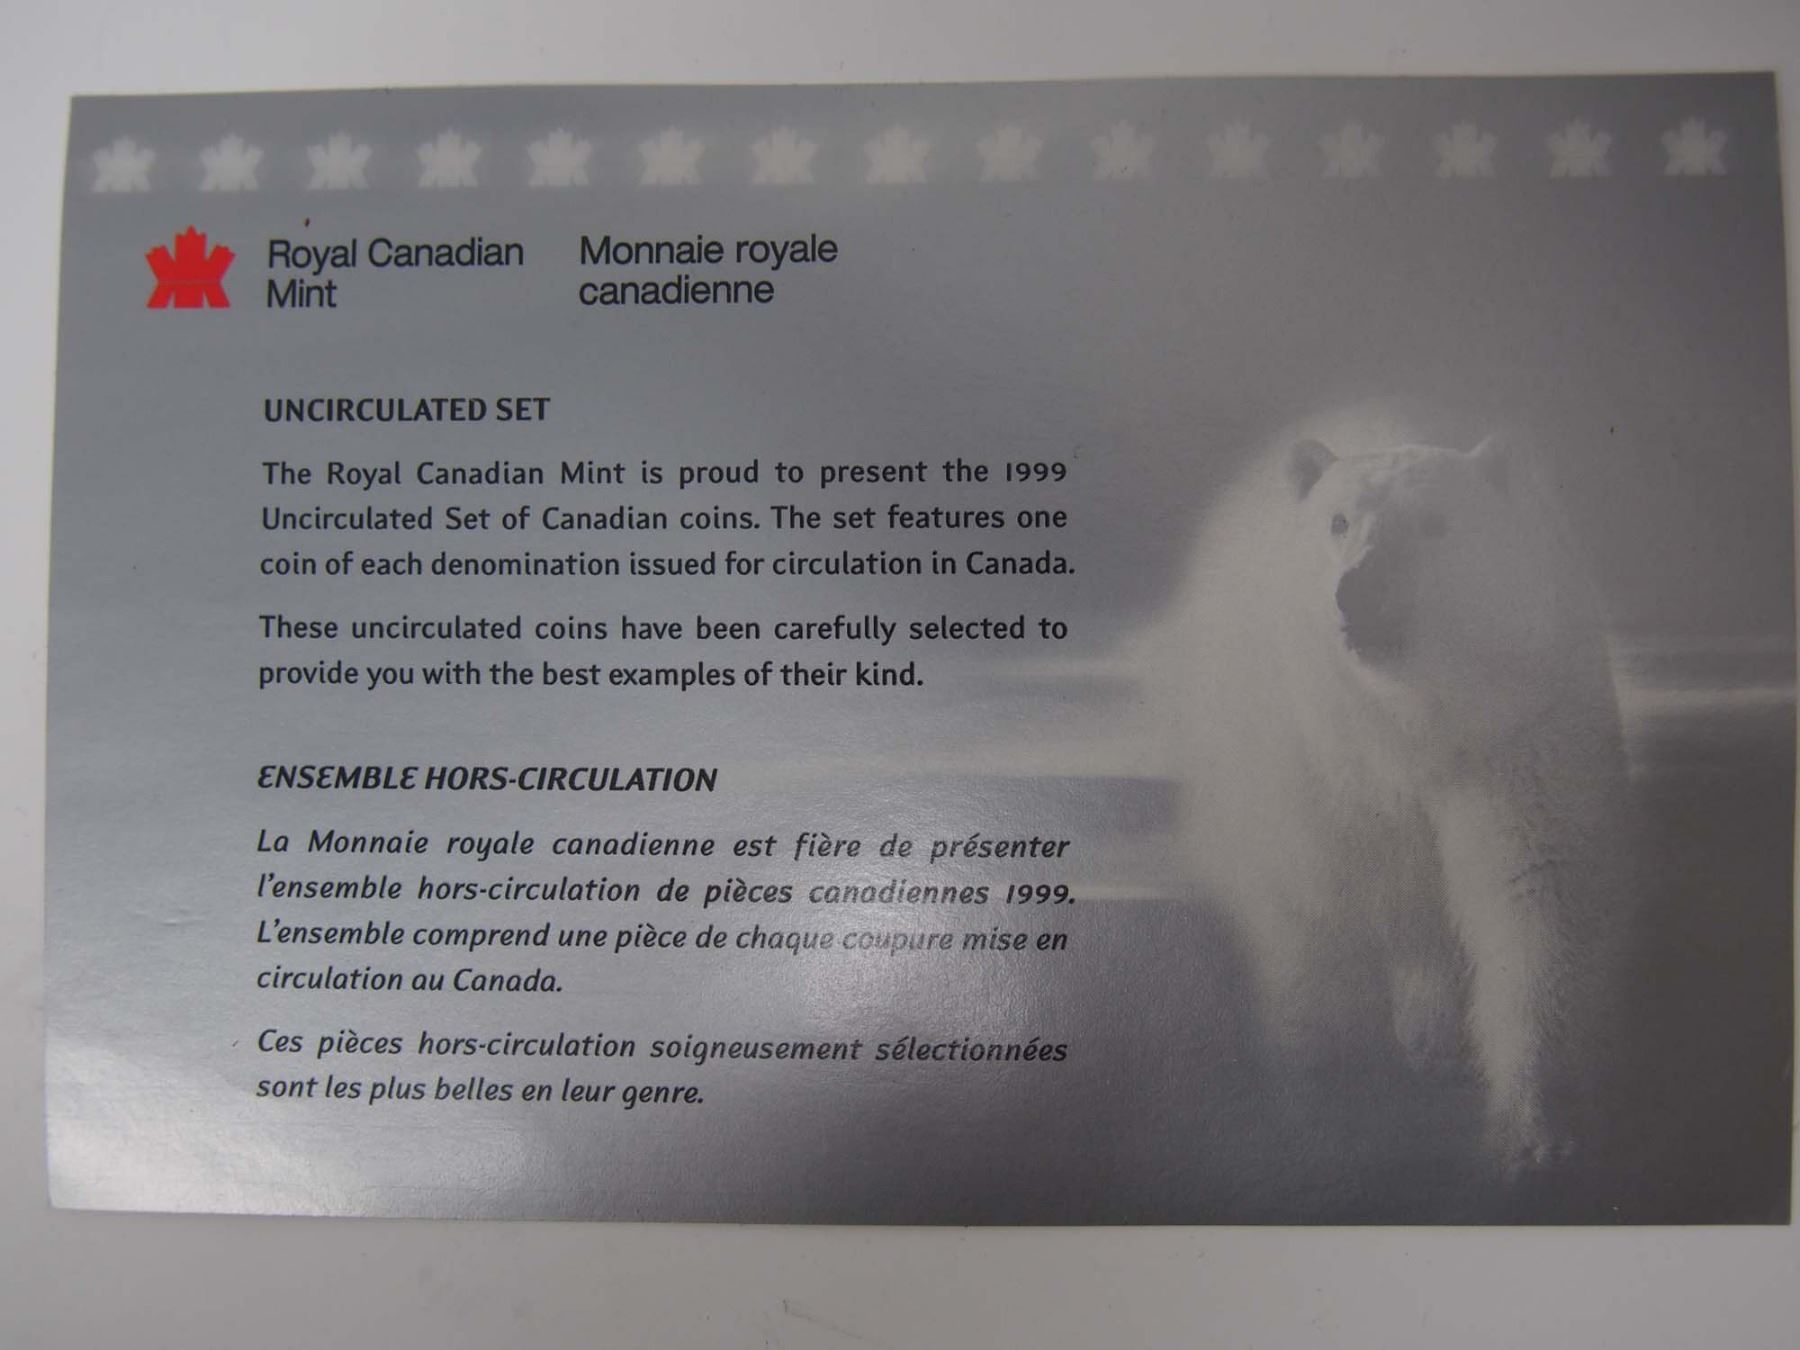 Royal Canadian
Mint
Monnaie royale
canadienne
UNCIRCULATED SET
The Royal Canadian Mint is proud to present the 1999
Uncirculated Set of Canadian coins. The set features one
coin of each denomination issued for circulation in Canada.
These uncirculated coins have been carefully selected to
provide you with the best examples of their kind.
ENSEMBLE HORS-CIRCULATION
La Monnaie royale canadienne est fière de présenter
l'ensemble hors-circulation de pièces canadiennes 1999.
L'ensemble comprend une pièce de chaque coupure mise en
circulation au Canada.
Ces pièces hors-circulation soigneusement sélectionnées
sont les plus belles en leur genre.